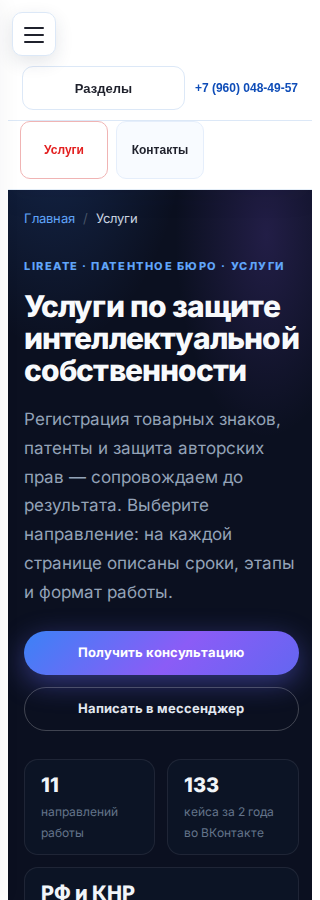 Разделы
+7 (960) 048-49-57
Услуги
Контакты
Главная / Услуги
LIREATE · ПАТЕНТНОЕ БЮРО · УСЛУГИ
Услуги по защите
интеллектуальной
собственности
Регистрация товарных знаков,
патенты и защита авторских
прав — сопровождаем до
результата. Выберите
направление: на каждой
странице описаны сроки, этапы
и формат работы.
Получить консультацию
Написать в мессенджер
11
направлений
работы
133
кейса за 2 года
во ВКонтакте
РФ и КНР